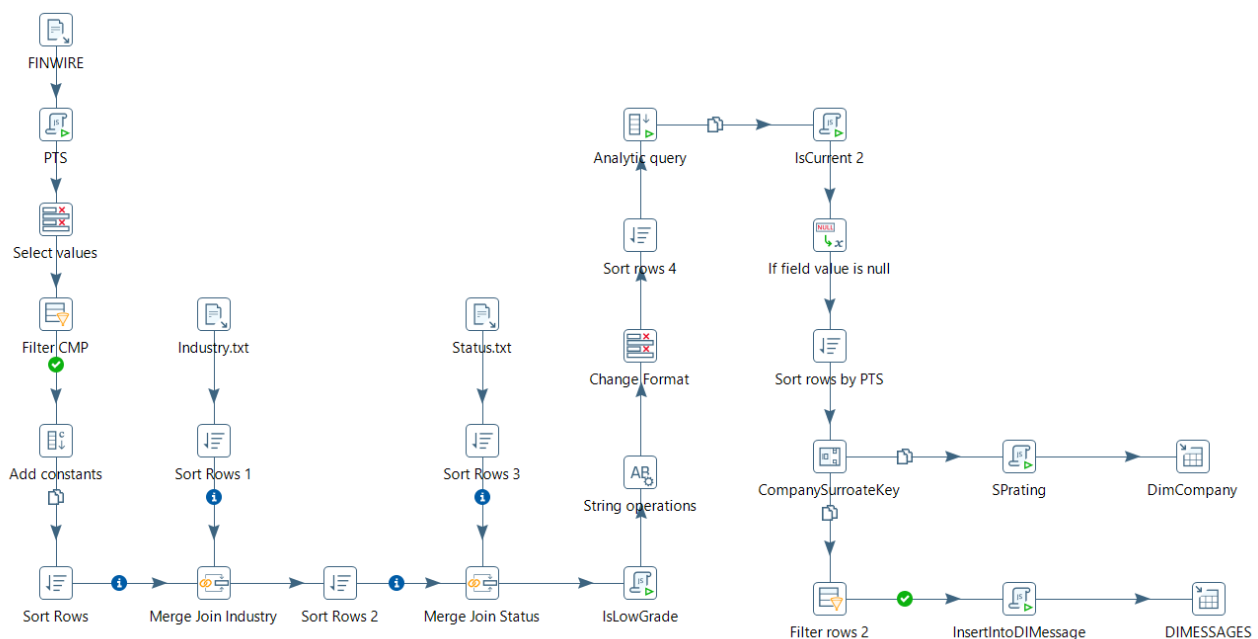 FINWIRE
PTS
Select values
Filter CMP
Add constants
Sort Rows
Industry.txt
Sort Rows 1
Merge Join Industry
Sort Rows 2
Status.txt
Sort Rows 3
Merge Join Status
IsLowGrade
String operations
Change Format
Sort rows 4
Analytic query
IsCurrent 2
If field value is null
Sort rows by PTS
CompanySurroateKey
SPrating
DimCompany
Filter rows 2
InsertIntoDIMessage
DIMESSAGES